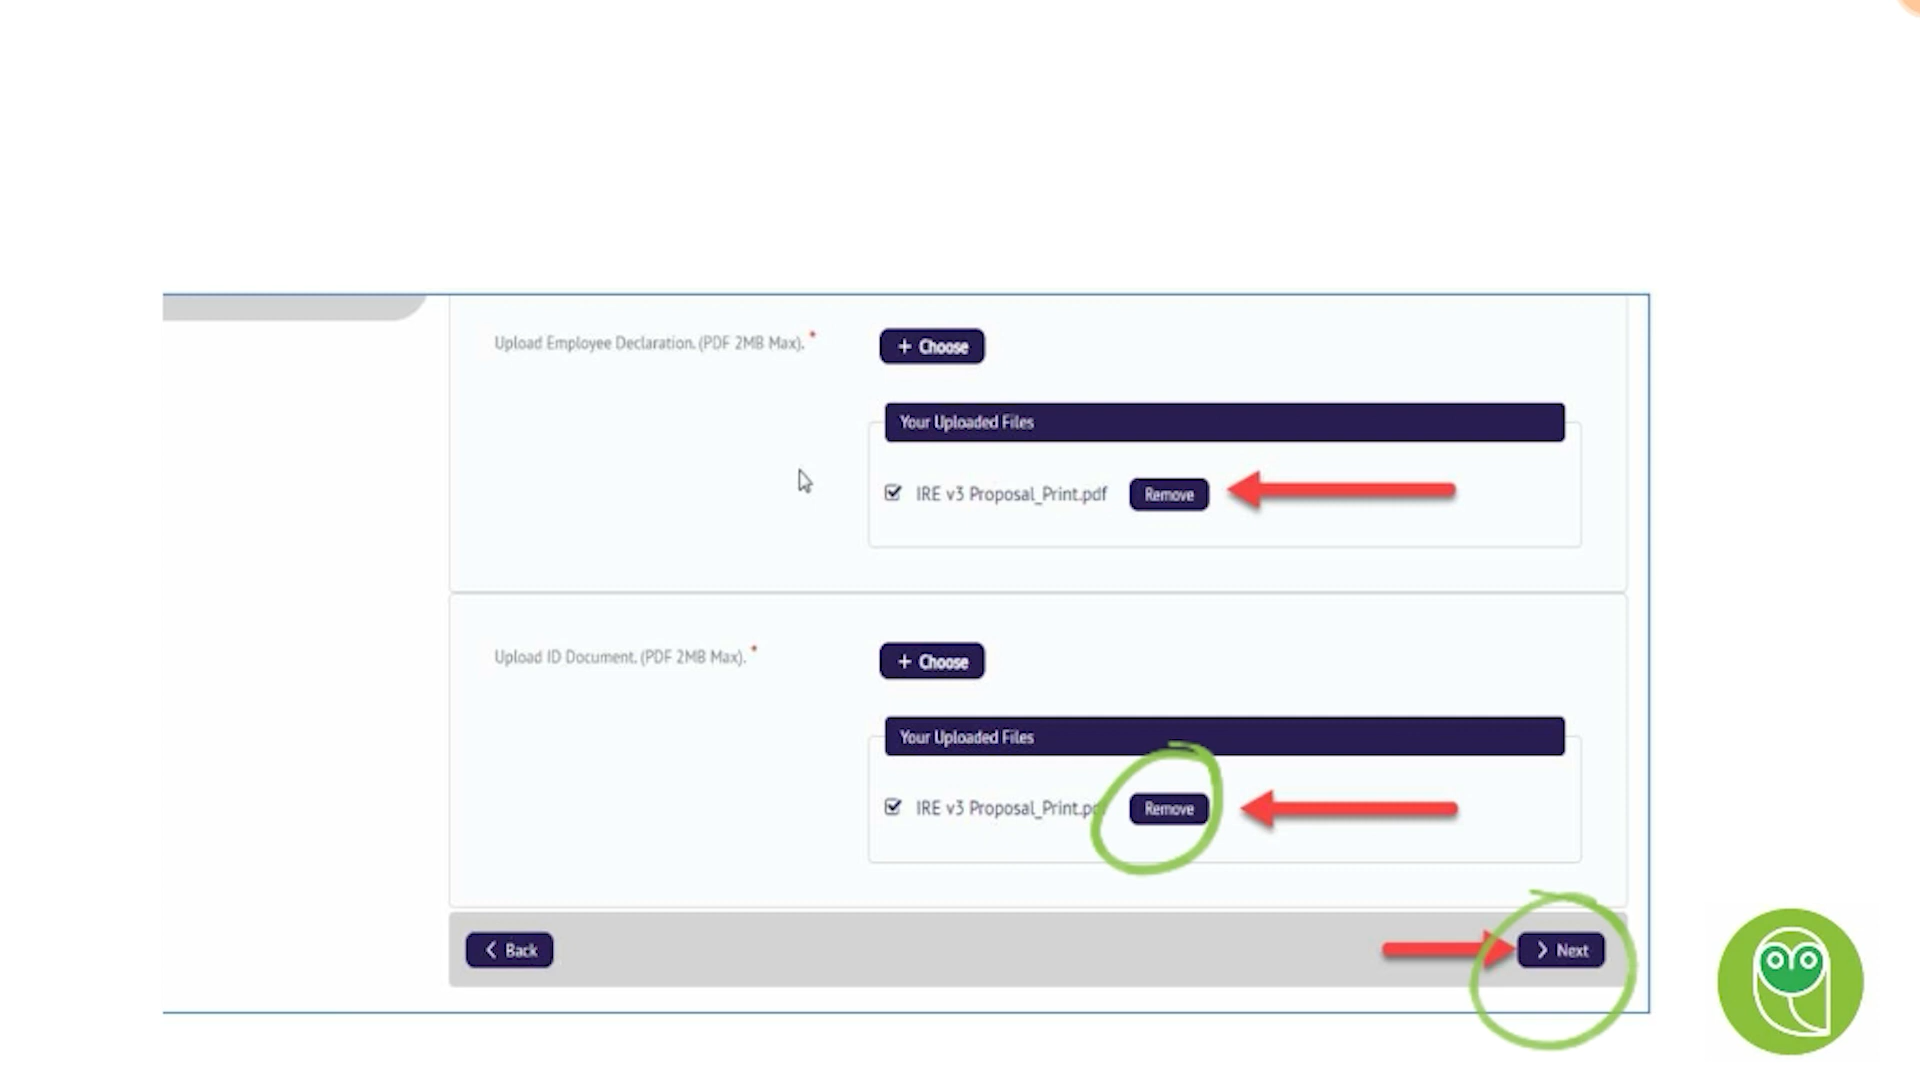 Upload Employee Declaration. (PDF 2MB Max). *
+ Choose
Your Uploaded Files
IRE v3 Proposal_Print.pdf Remove
Upload ID Document. (PDF 2MB Max). *
+ Choose
Your Uploaded Files
IRE v3 Proposal_Print.pdf Remove
Back
Next